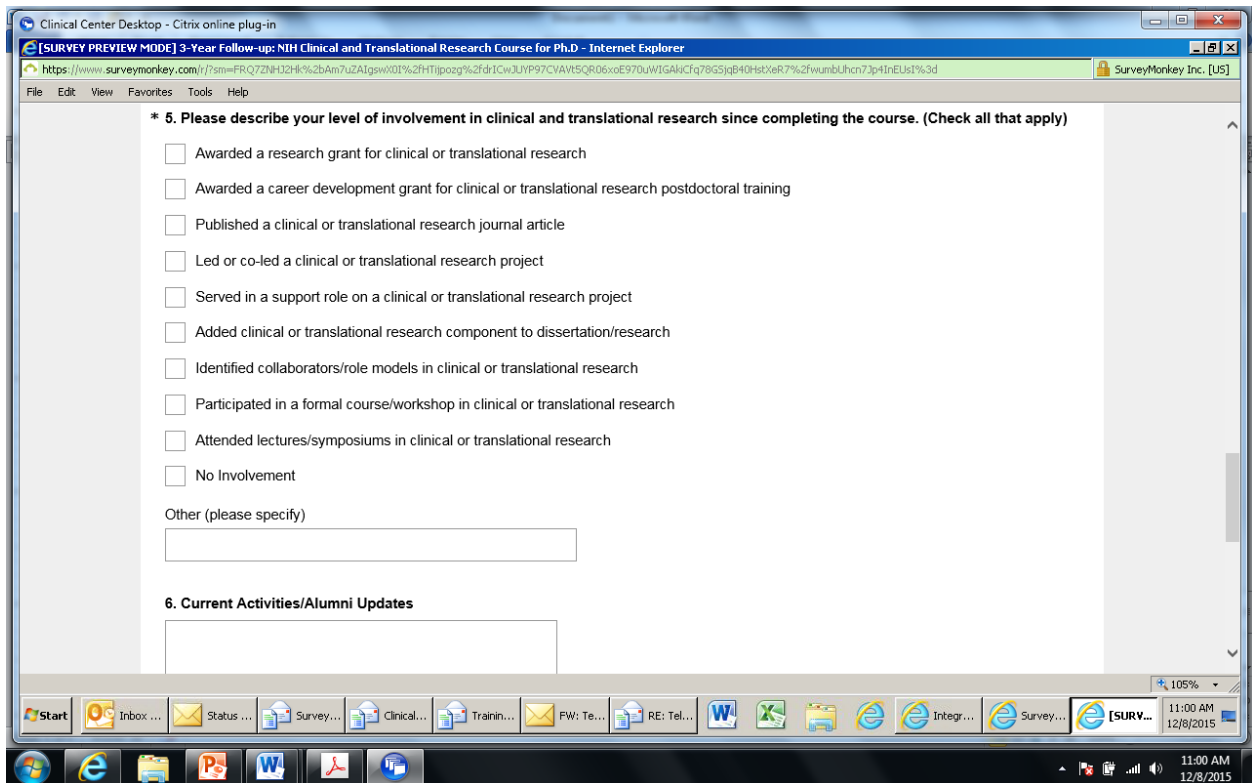 Clinical Center Desktop - Citrix online plug-in
[SURVEY PREVIEW MODE] 3-Year Follow-up: NIH Clinical and Translational Research Course for Ph.D - Internet Explorer
SurveyMonkey Inc. [US]
File Edit View Favorites Tools Help
* 5. Please describe your level of involvement in clinical and translational research since completing the course. (Check all that apply)
Awarded a research grant for clinical or translational research
Awarded a career development grant for clinical or translational research postdoctoral training
Published a clinical or translational research journal article
Led or co-led a clinical or translational research project
Served in a support role on a clinical or translational research project
Added clinical or translational research component to dissertation/research
Identified collaborators/role models in clinical or translational research
Participated in a formal course/workshop in clinical or translational research
Attended lectures/symposiums in clinical or translational research
No Involvement
Other (please specify)
6. Current Activities/Alumni Updates
105%
Start Inbox ... Status ... Survey... Clinical... Trainin... FW: Te... RE: Tel... Integr... Survey... [SURV... 11:00 AM
12/8/2015
11:00 AM
12/8/2015